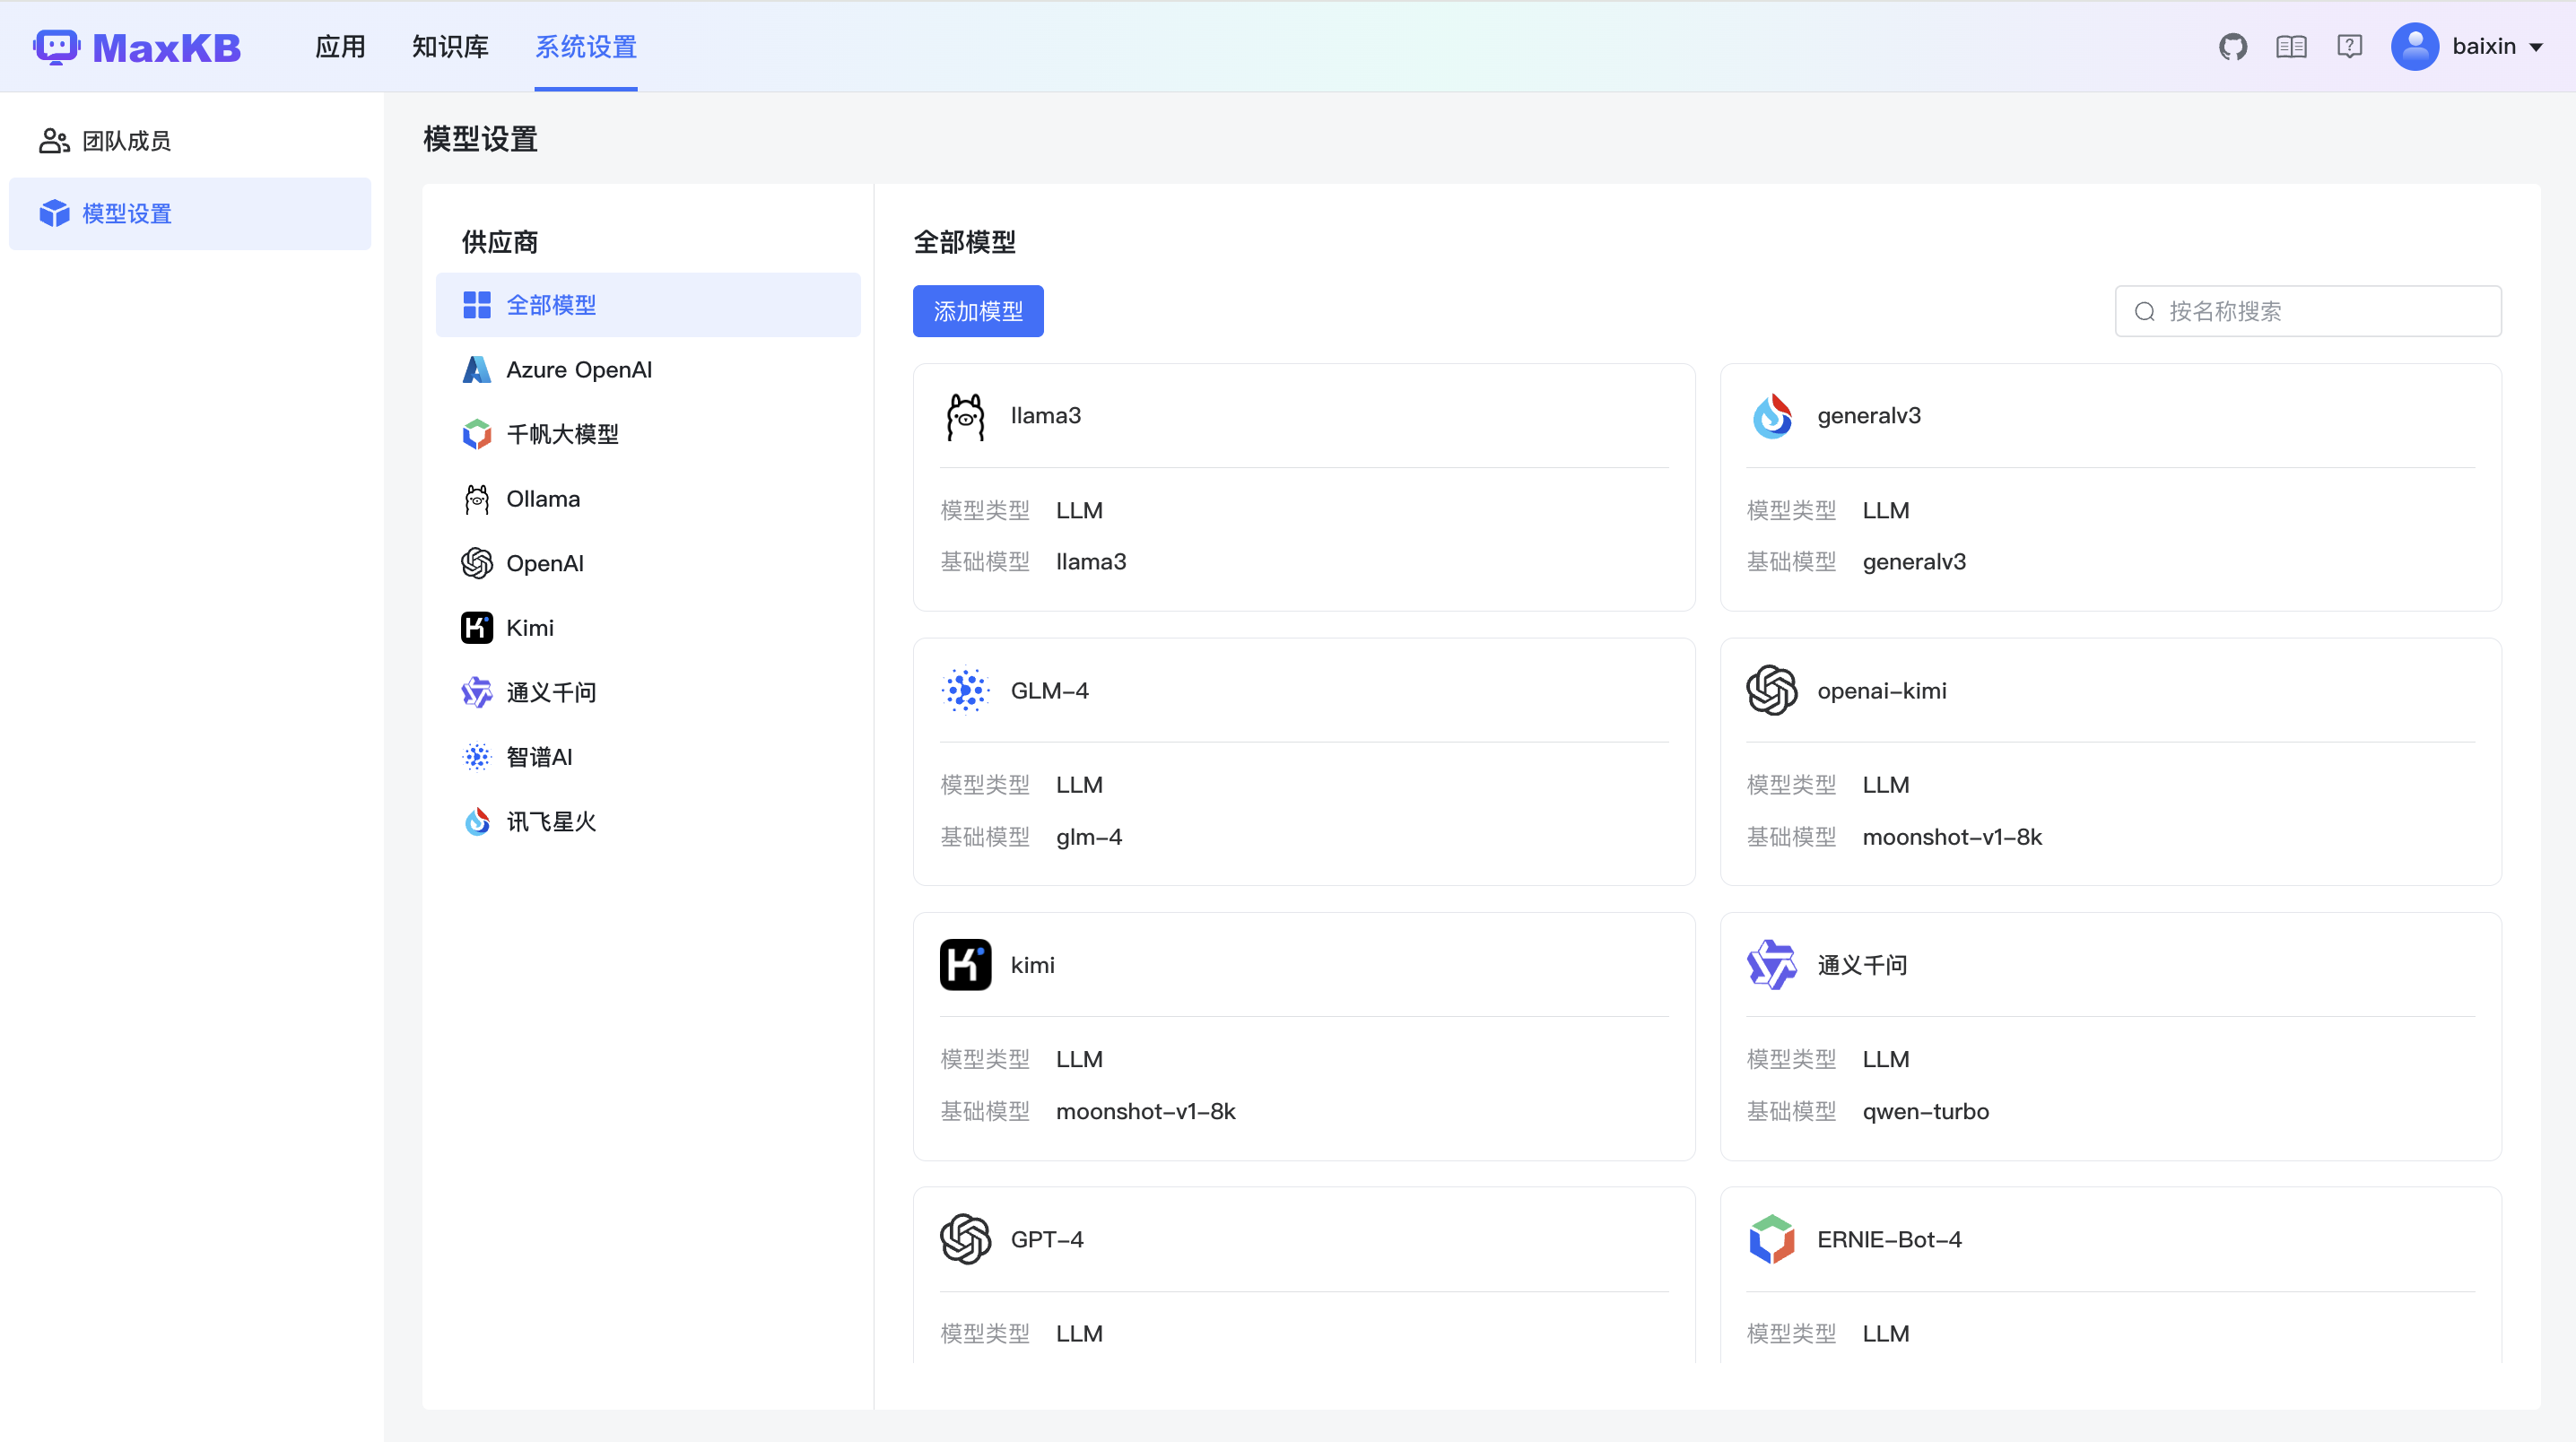 MaxKB
应用
知识库
系统设置
baixin
团队成员
模型设置
模型设置
供应商
全部模型
Azure OpenAI
千帆大模型
Ollama
OpenAI
Kimi
通义千问
智谱AI
讯飞星火
全部模型
添加模型
按名称搜索
llama3
模型类型 LLM
基础模型 llama3
generalv3
模型类型 LLM
基础模型 generalv3
GLM-4
模型类型 LLM
基础模型 glm-4
openai-kimi
模型类型 LLM
基础模型 moonshot-v1-8k
kimi
模型类型 LLM
基础模型 moonshot-v1-8k
通义千问
模型类型 LLM
基础模型 qwen-turbo
GPT-4
模型类型 LLM
ERNIE-Bot-4
模型类型 LLM